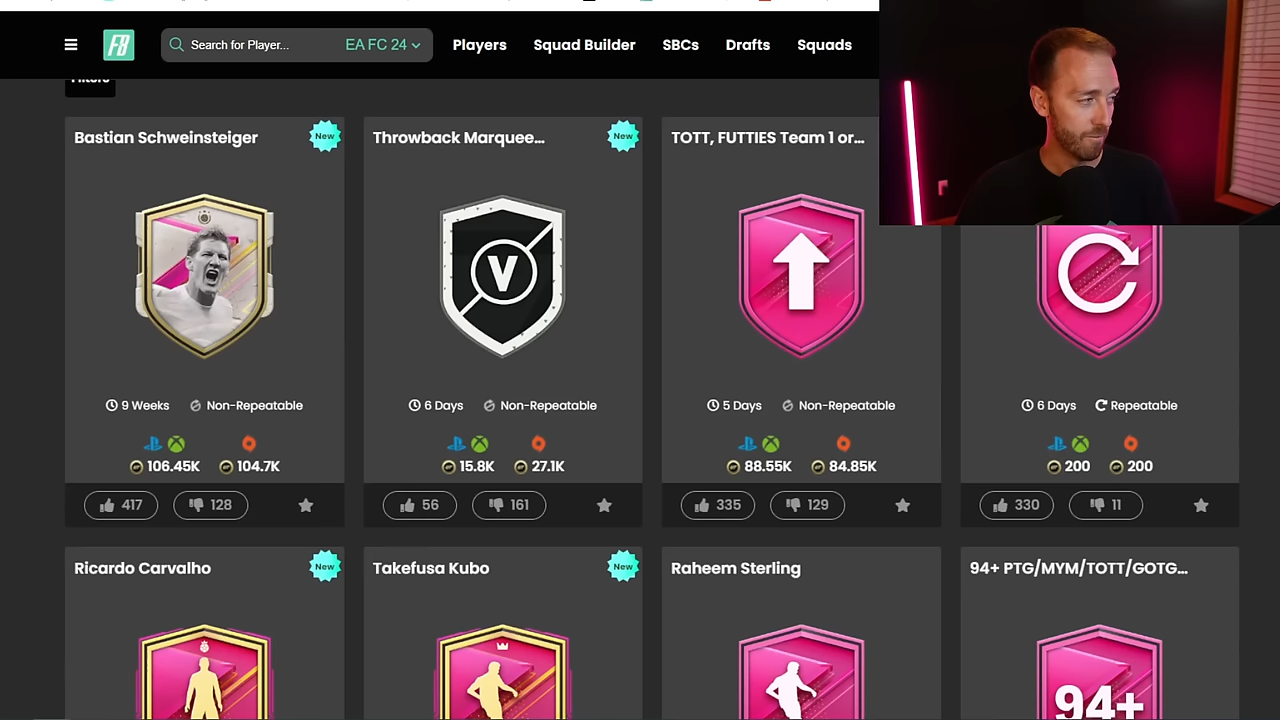 FB
Search for Player...
EA FC 24
Players
Squad Builder
SBCs
Drafts
Squads
Filters
Bastian Schweinsteiger
New
9 Weeks
Non-Repeatable
106.45K
104.7K
417
128
Throwback Marquee...
New
V
6 Days
Non-Repeatable
15.8K
27.1K
56
161
TOTT, FUTTIES Team 1 or...
5 Days
Non-Repeatable
88.55K
84.85K
335
129
6 Days
Repeatable
200
200
330
11
Ricardo Carvalho
New
Takefusa Kubo
New
Raheem Sterling
94+ PTG/MYM/TOTT/GOTG...
94+